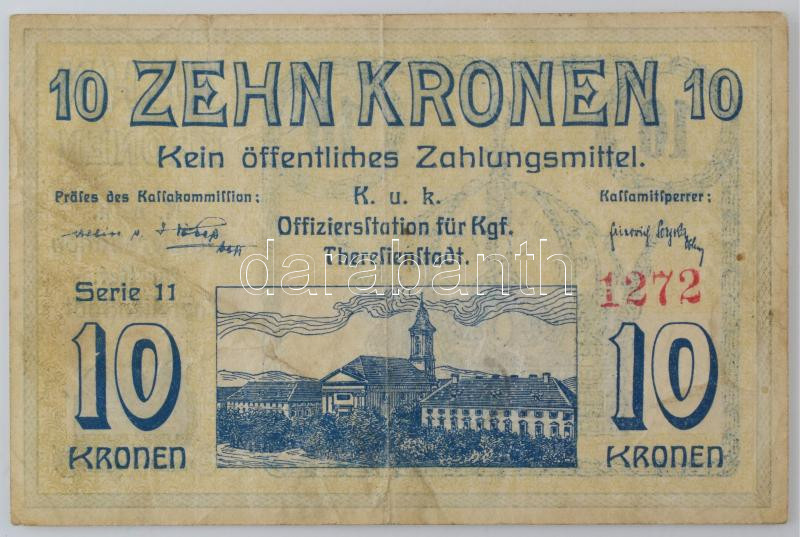 10 ZEHN KRONEN 10
Kein öffentliches Zahlungsmittel.
Präses des Kassakommission: K. u. k. Kassamitsperrer:
Offiziersstation für Kgf.
Theresienstadt.
darabanth
Serie 11 1272
10 10
KRONEN KRONEN